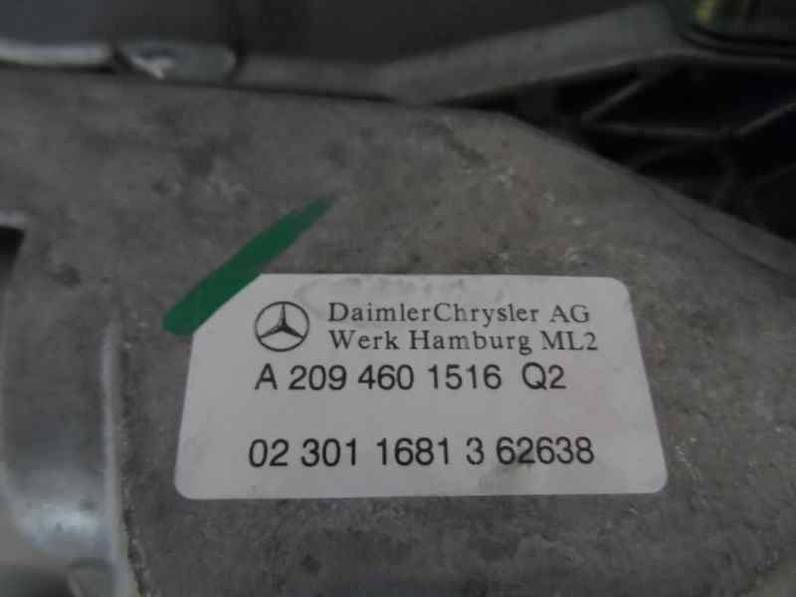 DaimlerChrysler AG
Werk Hamburg ML2
A 209 460 1516 Q2
02 301 1681 3 62638